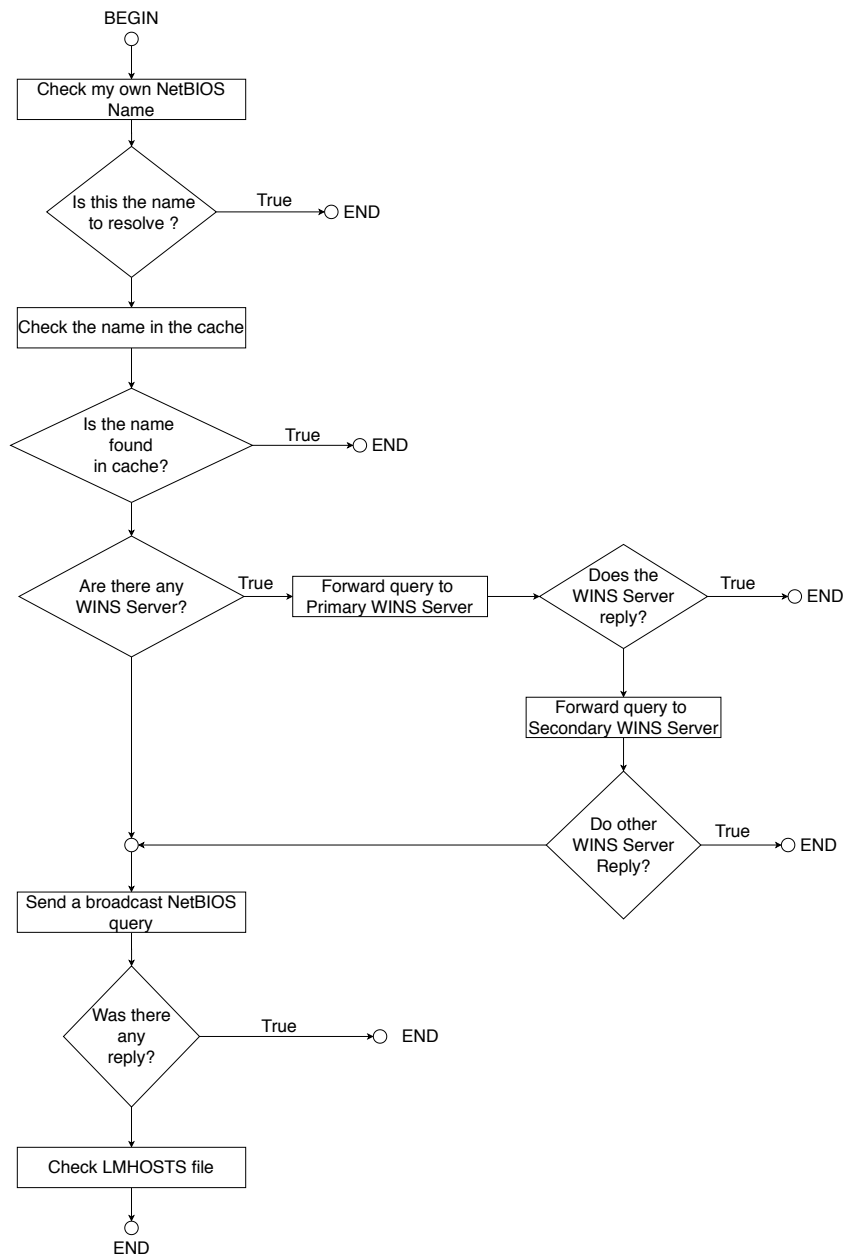 BEGIN
Check my own NetBIOS
Name
Is this the name
to resolve ?
True
END
Check the name in the cache
Is the name
found
in cache?
True
END
Are there any
WINS Server?
True
Forward query to
Primary WINS Server
Does the
WINS Server
reply?
True
END
Forward query to
Secondary WINS Server
Do other
WINS Server
Reply?
True
END
Send a broadcast NetBIOS
query
Was there
any
reply?
True
END
Check LMHOSTS file
END